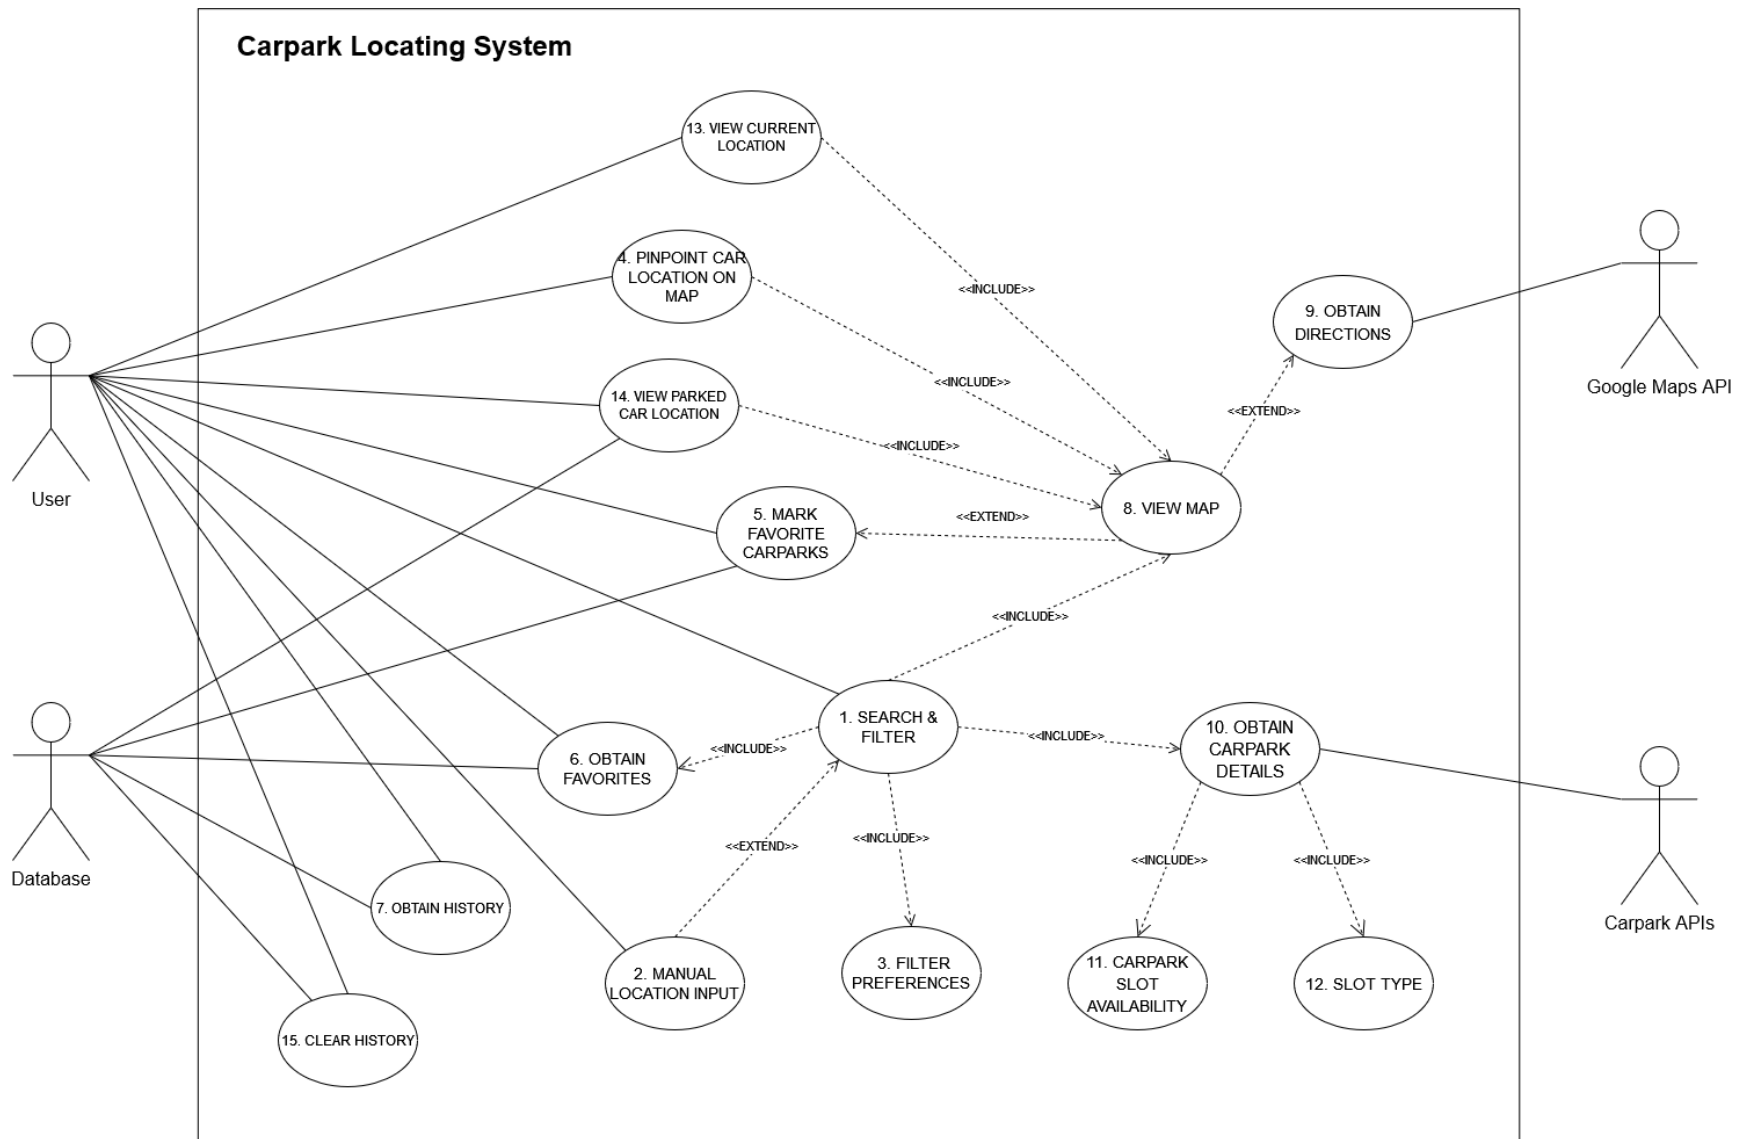 Carpark Locating System
13. VIEW CURRENT
LOCATION
4. PINPOINT CAR
LOCATION ON
MAP
<<INCLUDE>>
9. OBTAIN
DIRECTIONS
Google Maps API
<<INCLUDE>>
14. VIEW PARKED
CAR LOCATION
<<EXTEND>>
<<INCLUDE>>
User
8. VIEW MAP
5. MARK
FAVORITE
CARPARKS
<<EXTEND>>
<<INCLUDE>>
1. SEARCH &
FILTER
<<INCLUDE>>
10. OBTAIN
CARPARK
DETAILS
6. OBTAIN
FAVORITES
<<INCLUDE>>
<<EXTEND>>
<<INCLUDE>>
<<INCLUDE>>
<<INCLUDE>>
Database
Carpark APIs
7. OBTAIN HISTORY
2. MANUAL
LOCATION INPUT
3. FILTER
PREFERENCES
11. CARPARK
SLOT
AVAILABILITY
12. SLOT TYPE
15. CLEAR HISTORY